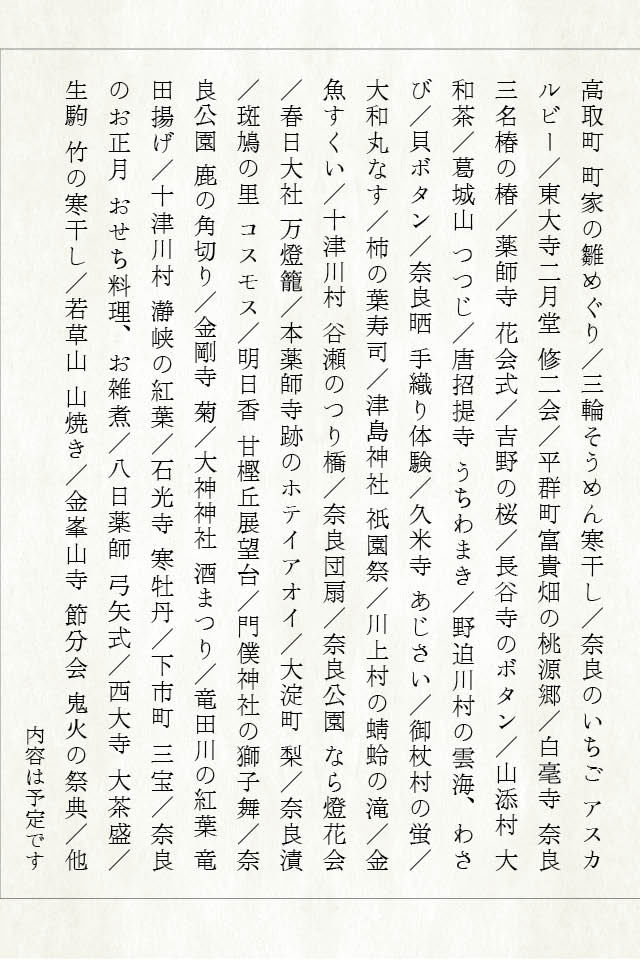 高取町 町家の雛めぐり／三輪そうめん寒干し／奈良のいちご アスカ
ルビー／東大寺二月堂 修二会／平群町富貴畑の桃源郷／白毫寺 奈良
三名椿の椿／薬師寺 花会式／吉野の桜／長谷寺のボタン／山添村 大
和茶／葛城山 つつじ／唐招提寺 うちわまき／野迫川村の雲海、わさ
び／貝ボタン／奈良晒 手織り体験／久米寺 あじさい／御杖村の蛍／
大和丸なす／柿の葉寿司／津島神社 祇園祭／川上村の蜻蛉の滝／金
魚すくい／十津川村 谷瀬のつり橋／奈良団扇／奈良公園 なら燈花会
／春日大社 万燈籠／本薬師寺跡のホテイアオイ／大淀町 梨／奈良漬
／斑鳩の里 コスモス／明日香 甘樫丘展望台／門僕神社の獅子舞／奈
良公園 鹿の角切り／金剛寺 菊／大神神社 酒まつり／竜田川の紅葉 竜
田揚げ／十津川村 瀞峡の紅葉／石光寺 寒牡丹／下市町 三宝／奈良
のお正月 おせち料理、お雑煮／八日薬師 弓矢式／西大寺 大茶盛／
生駒 竹の寒干し／若草山 山焼き／金峯山寺 節分会 鬼火の祭典／他
内容は予定です